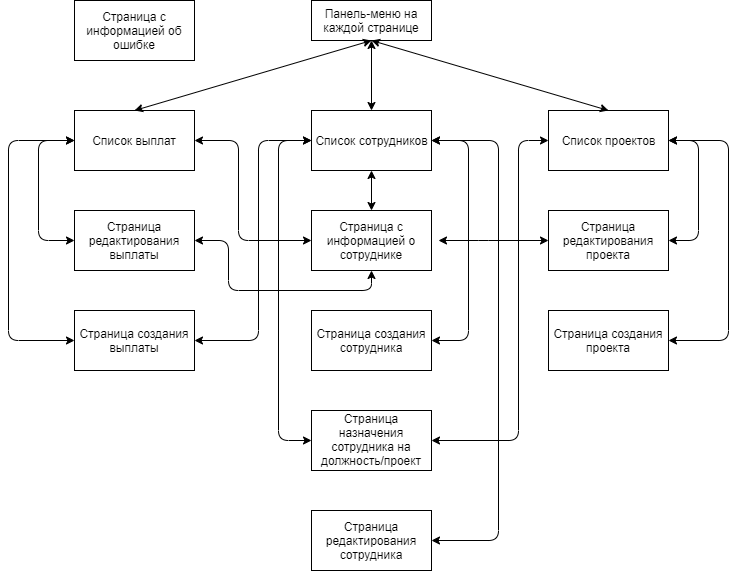 Страница с
информацией об
ошибке
Панель-меню на
каждой странице
Список выплат
Список сотрудников
Список проектов
Страница
редактирования
выплаты
Страница с
информацией о
сотруднике
Страница
редактирования
проекта
Страница создания
выплаты
Страница создания
сотрудника
Страница создания
проекта
Страница
назначения
сотрудника на
должность/проект
Страница
редактирования
сотрудника